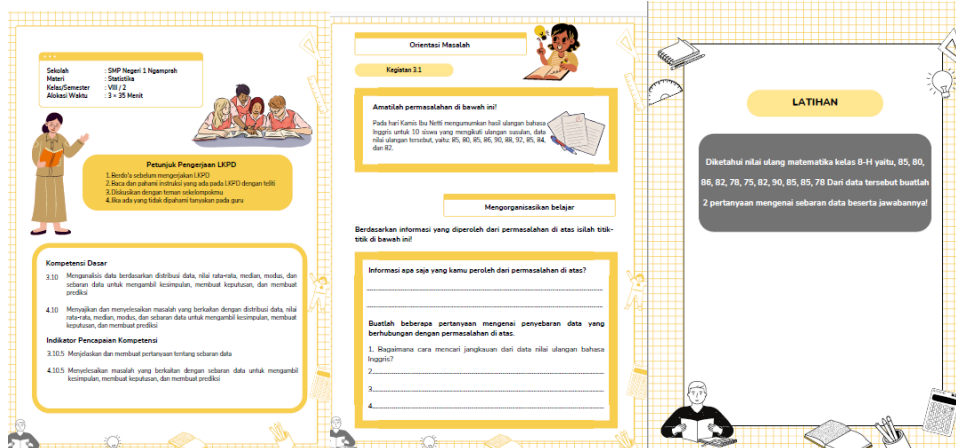 Sekolah : SMP Negeri 1 Ngamprah
Materi : Statistika
Kelas/Semester : VIII / 2
Alokasi Waktu : 3 × 35 Menit
Petunjuk Pengerjaan LKPD
1.Berdo'a sebelum mengerjakan LKPD
2.Baca dan pahami instruksi yang ada pada LKPD dengan teliti
3.Diskusikan dengan teman sekelompokmu
4.Jika ada yang tidak dipahami tanyakan pada guru
Kompetensi Dasar
3.10 Menganalisis data berdasarkan distribusi data, nilai rata-rata, median, modus, dan
sebaran data untuk mengambil kesimpulan, membuat keputusan, dan membuat
prediksi
4.10 Menyajikan dan menyelesaikan masalah yang berkaitan dengan distribusi data, nilai
rata-rata, median, modus, dan sebaran data untuk mengambil kesimpulan, membuat
keputusan, dan membuat prediksi
Indikator Pencapaian Kompetensi
3.10.5 Menjelaskan dan membuat pertanyaan tentang sebaran data
4.10.5 Menyelesaikan masalah yang berkaitan dengan sebaran data untuk mengambil
kesimpulan, membuat keputusan, dan membuat prediksi
Orientasi Masalah
Kegiatan 3.1
Amatilah permasalahan di bawah ini!
Pada hari Kamis Ibu Netti mengumumkan hasil ulangan bahasa
Inggris untuk 10 siswa yang mengikuti ulangan susulan, data
nilai ulangan tersebut, yaitu: 85, 80, 85, 86, 90, 88, 92, 85, 84,
dan 82.
Mengorganisasikan belajar
Berdasarkan informasi yang diperoleh dari permasalahan di atas isilah titik-
titik di bawah ini!
Informasi apa saja yang kamu peroleh dari permasalahan di atas?
Buatlah beberapa pertanyaan mengenai penyebaran data yang
berhubungan dengan permasalahan di atas.
1. Bagaimana cara mencari jangkauan dari data nilai ulangan bahasa
Inggris?
2.
3.
4.
LATIHAN
Diketahui nilai ulang matematika kelas 8-H yaitu, 85, 80,
86, 82, 78, 75, 82, 90, 85, 85, 78 Dari data tersebut buatlah
2 pertanyaan mengenai sebaran data beserta jawabannya!